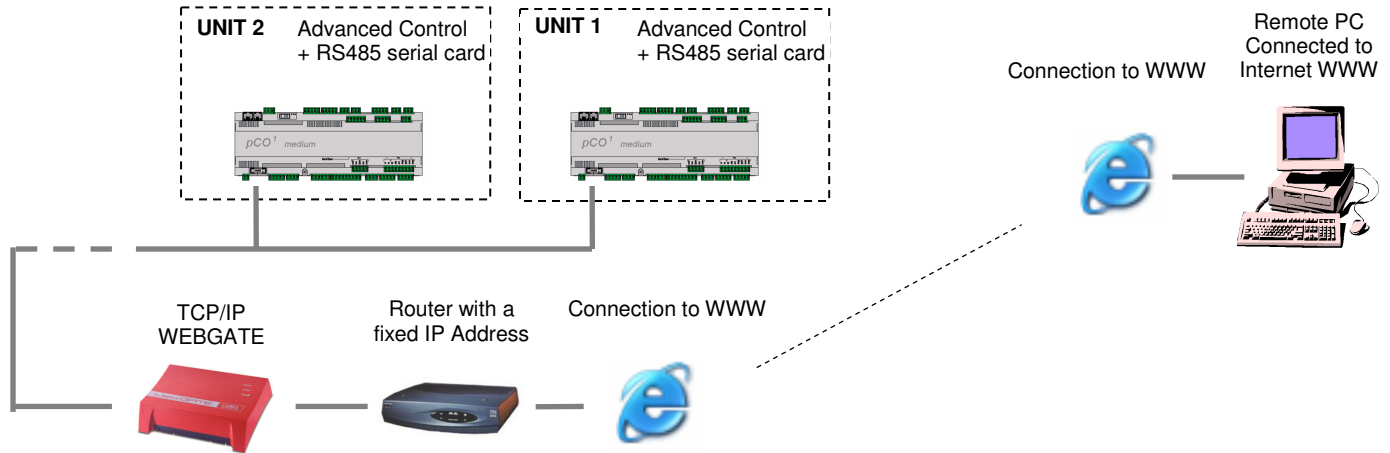 UNIT 2
Advanced Control
+ RS485 serial card
pCO¹ medium
UNIT 1
Advanced Control
+ RS485 serial card
pCO¹ medium
Connection to WWW
Remote PC
Connected to
Internet WWW
TCP/IP
WEBGATE
CAREL
Router with a
fixed IP Address
Connection to WWW